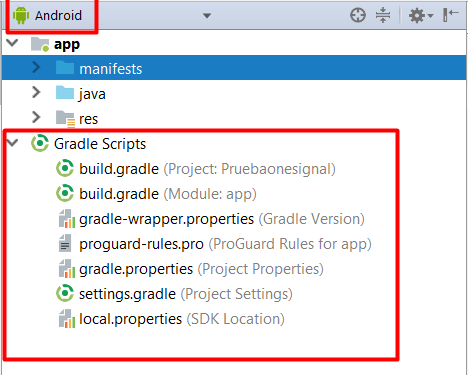 Android
app
manifests
java
res
Gradle Scripts
build.gradle (Project: Pruebaonesignal)
build.gradle (Module: app)
gradle-wrapper.properties (Gradle Version)
proguard-rules.pro (ProGuard Rules for app)
gradle.properties (Project Properties)
settings.gradle (Project Settings)
local.properties (SDK Location)